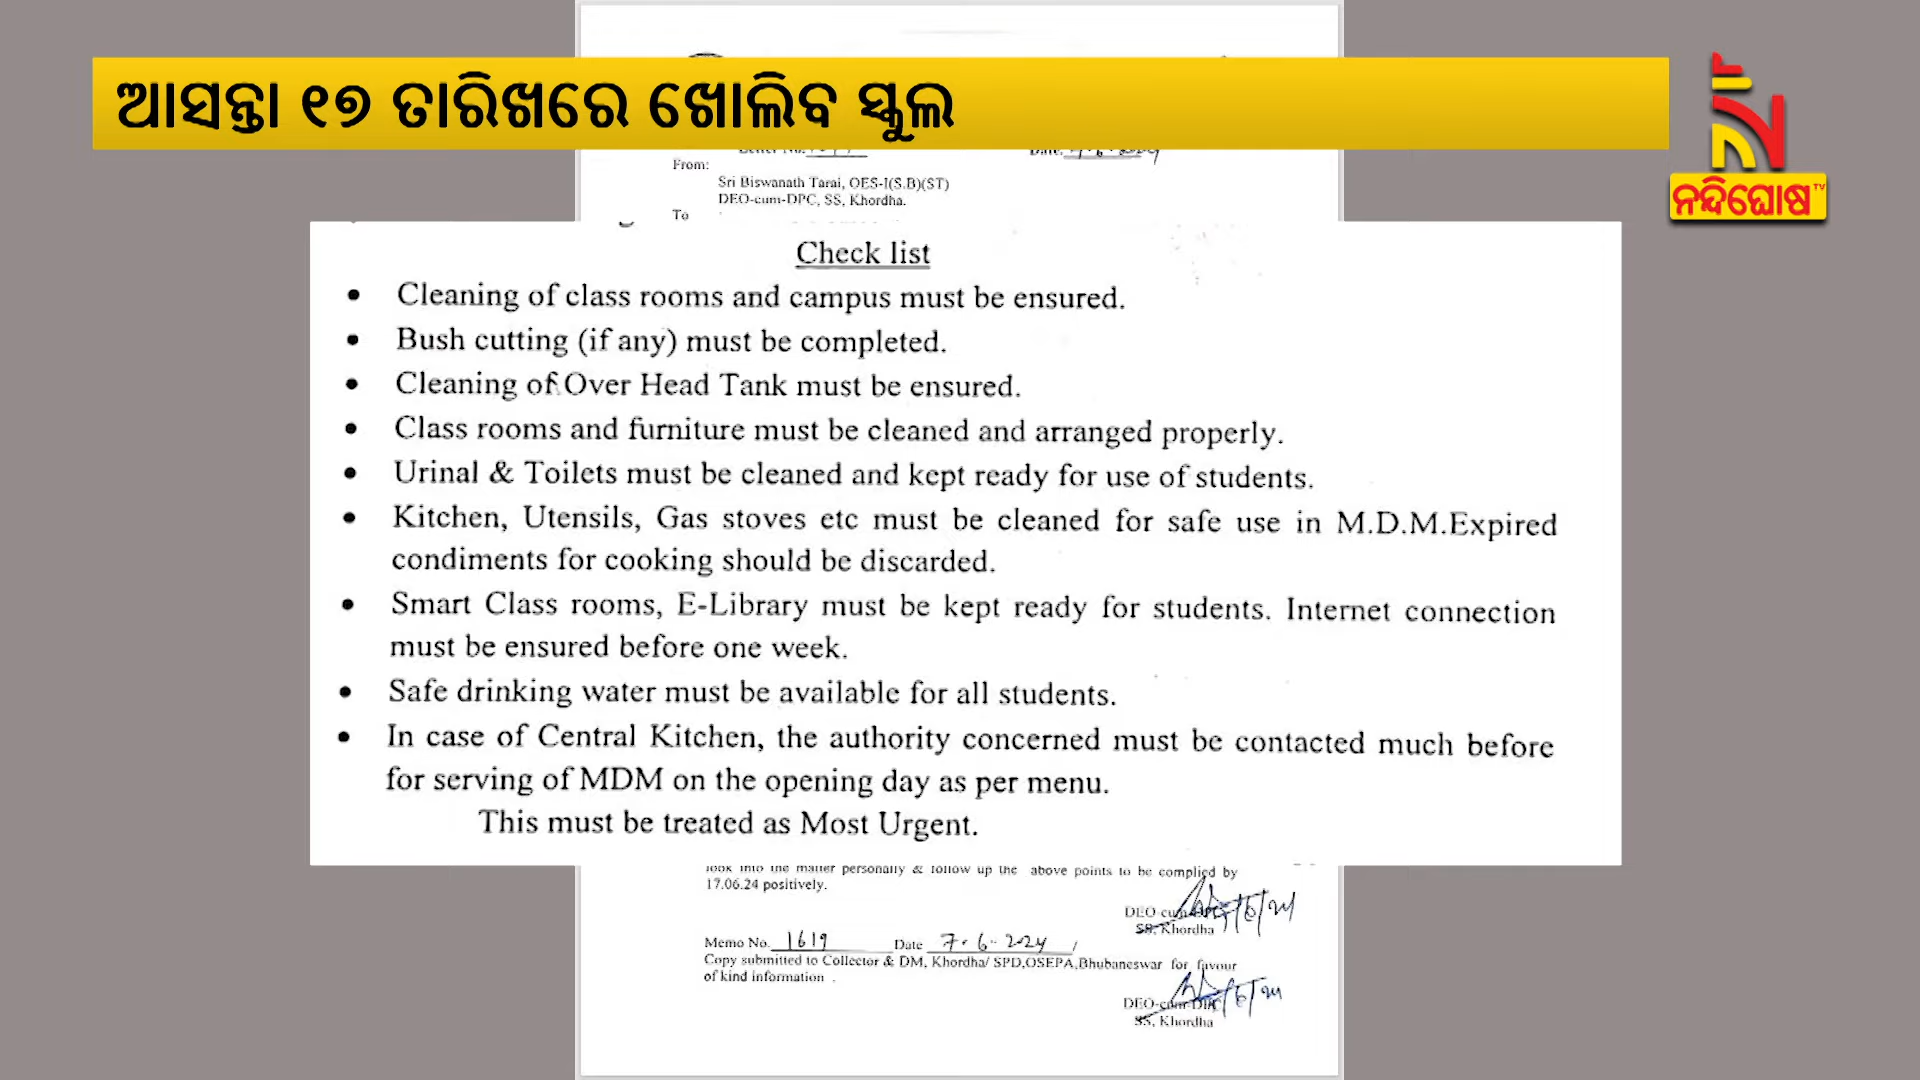 ଆସନ୍ତା ୧୭ ତାରିଖରେ ଖୋଲିବ ସ୍କୁଲ
ନନ୍ଦିଘୋଷ TV
Letter No.
Date:
From:
Sri Biswanath Tarai, OES-I(S.B)(ST)
DEO-cum-DPC, SS, Khordha.
To
Check list
• Cleaning of class rooms and campus must be ensured.
• Bush cutting (if any) must be completed.
• Cleaning of Over Head Tank must be ensured.
• Class rooms and furniture must be cleaned and arranged properly.
• Urinal & Toilets must be cleaned and kept ready for use of students.
• Kitchen, Utensils, Gas stoves etc must be cleaned for safe use in M.D.M.Expired
condiments for cooking should be discarded.
• Smart Class rooms, E-Library must be kept ready for students. Internet connection
must be ensured before one week.
• Safe drinking water must be available for all students.
• In case of Central Kitchen, the authority concerned must be contacted much before
for serving of MDM on the opening day as per menu.
This must be treated as Most Urgent.
look into the matter personally & follow up the above points to be complied by
17.06.24 positively.
DEO-cum-DPC
SS, Khordha
Memo No. 1619 Date 7-6-2024
Copy submitted to Collector & DM, Khordha/ SPD,OSEPA,Bhubaneswar for favour
of kind information .
DEO-cum-DPC
SS, Khordha